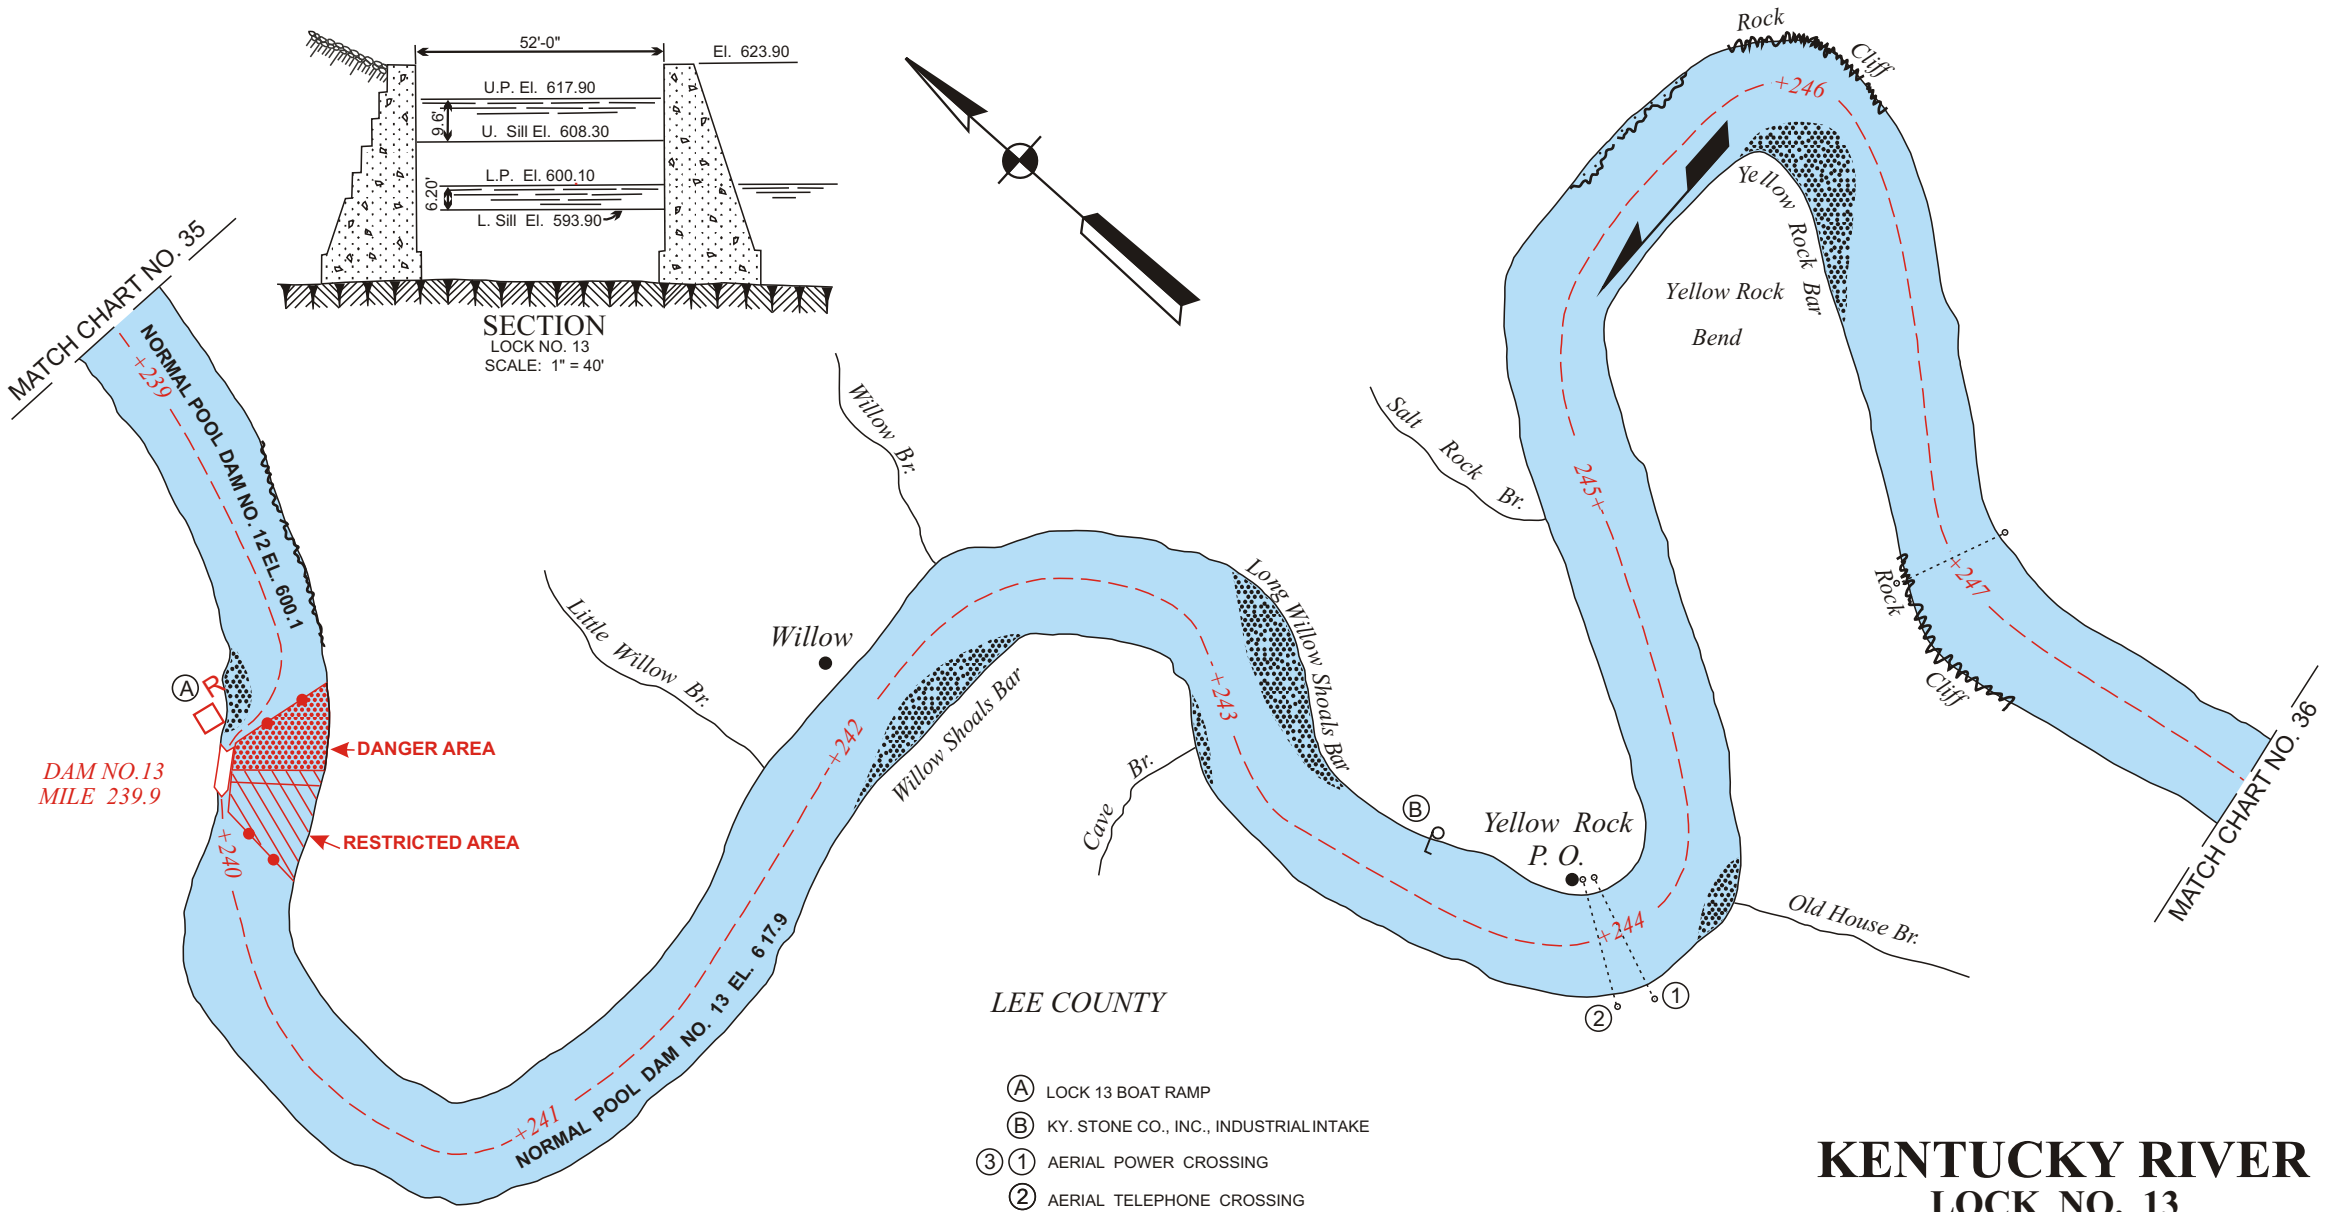 52'-0"
El. 623.90
U.P. El. 617.90
9.6'
U. Sill El. 608.30
L.P. El. 600.10
6.20'
L. Sill El. 593.90
SECTION
LOCK NO. 13
SCALE: 1" = 40'
MATCH CHART NO. 35
+239
NORMAL POOL DAM NO. 12 EL. 600.1
A
DANGER AREA
DAM NO.13
MILE 239.9
RESTRICTED AREA
+240
+241
NORMAL POOL DAM NO. 13 EL. 617.9
Little Willow Br.
Willow Br.
Willow
+242
Willow Shoals Bar
+243
Long Willow Shoals Bar
Cave Br.
B
Yellow Rock
P. O.
+244
1
2
Old House Br.
Salt Rock Br.
245+
Yellow Rock
Bend
Yellow Rock Bar
+246
Rock Cliff
+247
Rock
Cliff
MATCH CHART NO. 36
LEE COUNTY
A LOCK 13 BOAT RAMP
B KY. STONE CO., INC., INDUSTRIAL INTAKE
3 1 AERIAL POWER CROSSING
2 AERIAL TELEPHONE CROSSING
KENTUCKY RIVER
LOCK NO. 13